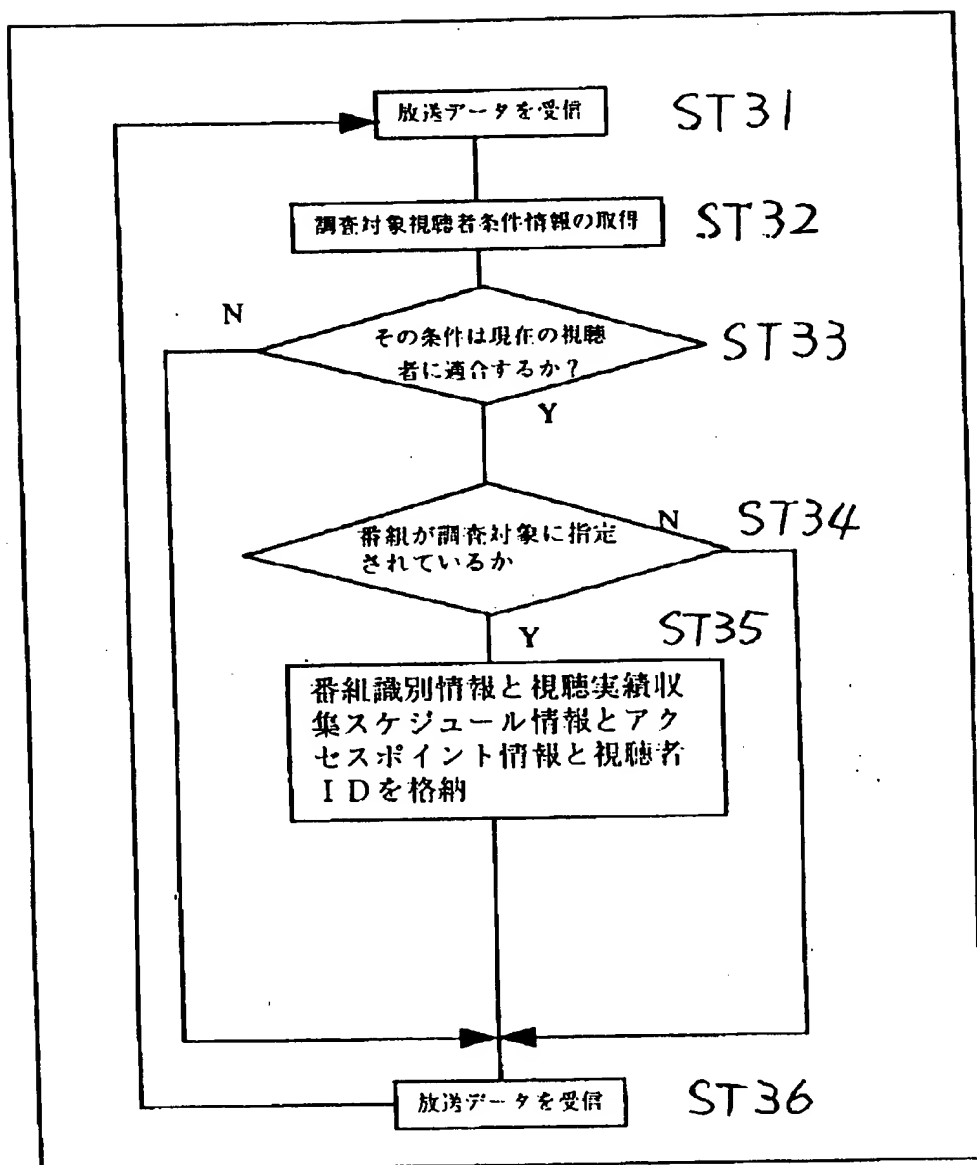 放送データを受信
ST31
調査対象視聴者条件情報の取得
ST32
N
その条件は現在の視聴
者に適合するか?
ST33
Y
番組が調査対象に指定
されているか
N
ST34
Y
ST35
番組識別情報と視聴実績収
集スケジュール情報とアク
セスポイント情報と視聴者
IDを格納
放送データを受信
ST36